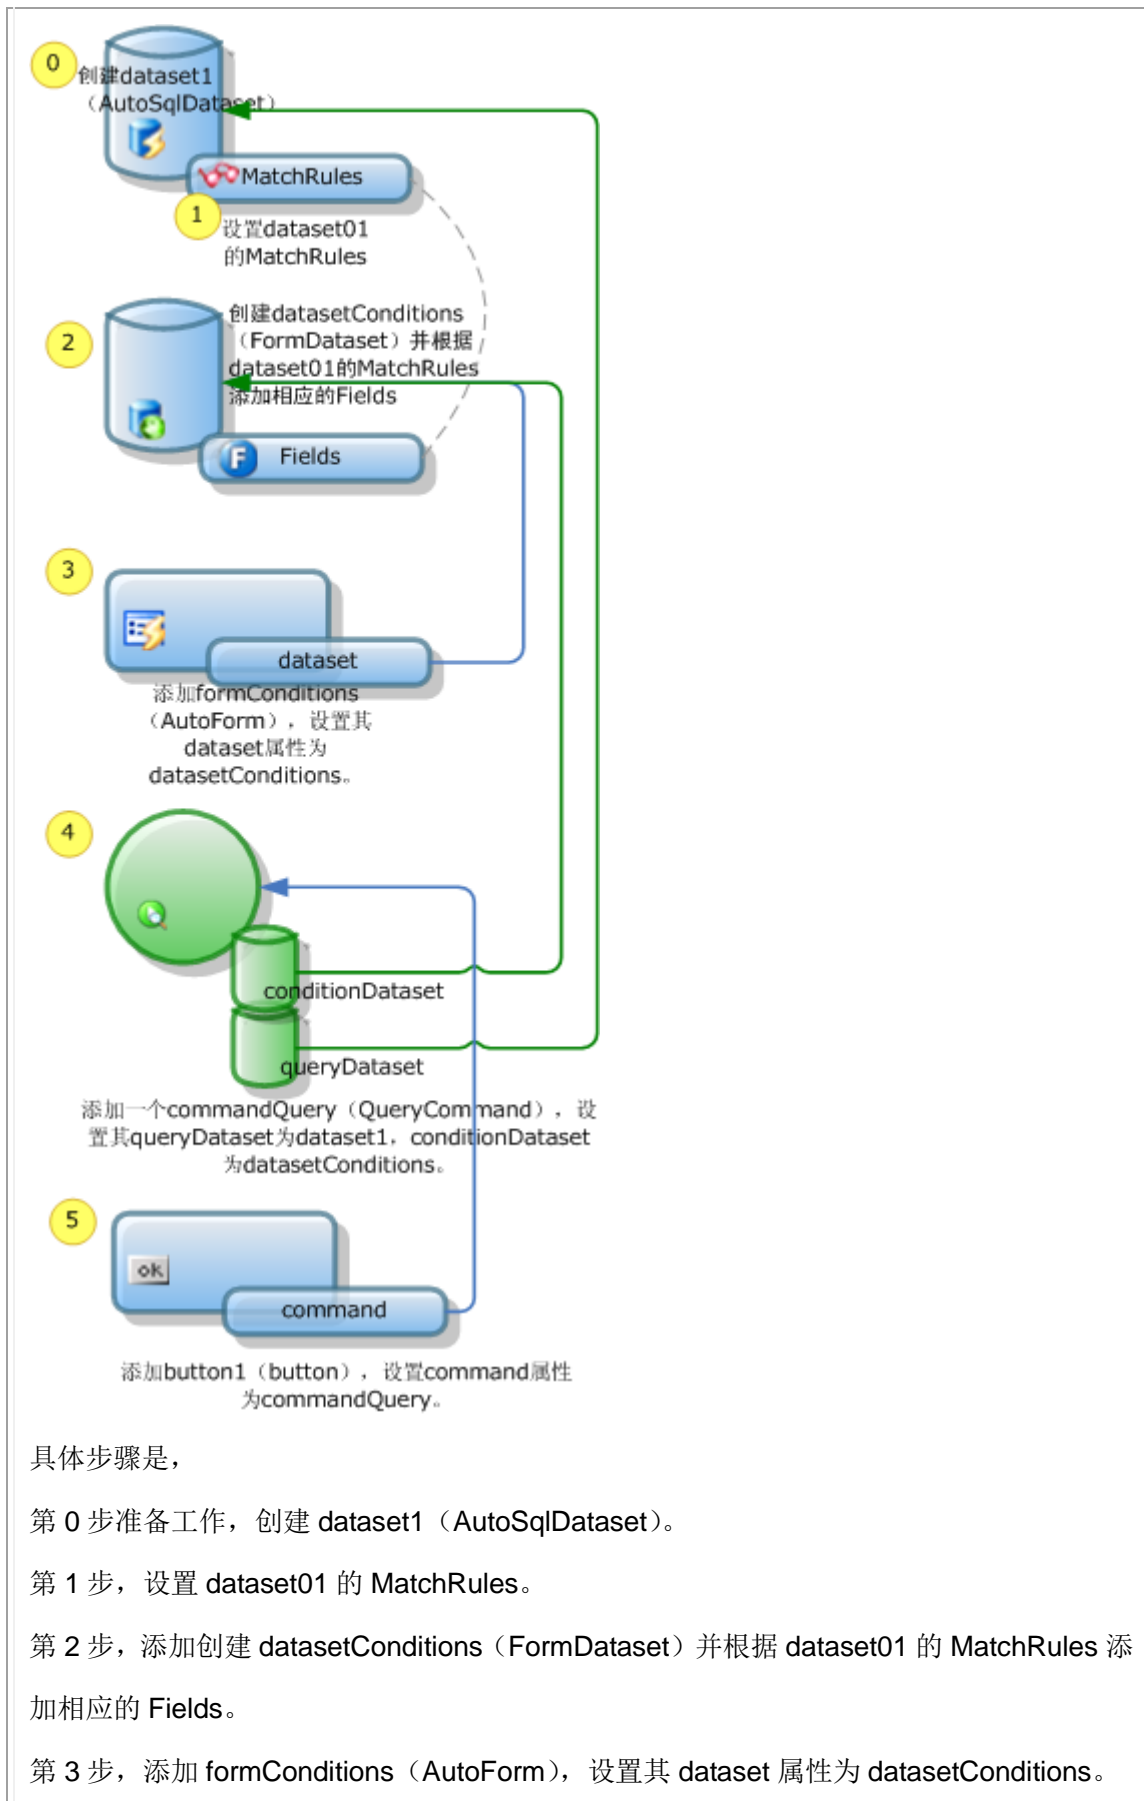 0
创建dataset1
（AutoSqlDataset）
MatchRules
1
设置dataset01
的MatchRules
2
创建datasetConditions
（FormDataset）并根据
dataset01的MatchRules
添加相应的Fields
F
Fields
3
dataset
添加formConditions
（AutoForm），设置其
dataset属性为
datasetConditions。
4
conditionDataset
queryDataset
添加一个commandQuery（QueryCommand），设
置其queryDataset为dataset1，conditionDataset
为datasetConditions。
5
ok
command
添加button1（button），设置command属性
为commandQuery。
具体步骤是，
第 0 步准备工作，创建 dataset1（AutoSqlDataset）。
第 1 步，设置 dataset01 的 MatchRules。
第 2 步，添加创建 datasetConditions（FormDataset）并根据 dataset01 的 MatchRules 添
加相应的 Fields。
第 3 步，添加 formConditions（AutoForm），设置其 dataset 属性为 datasetConditions。